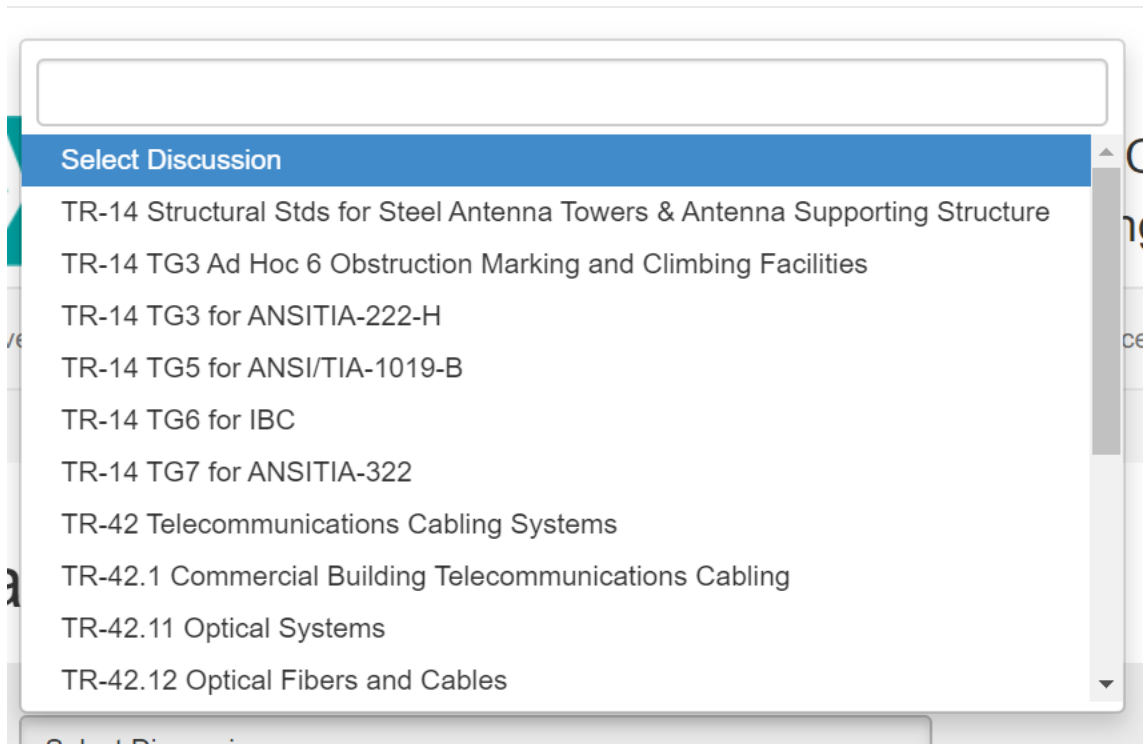 Select Discussion
TR-14 Structural Stds for Steel Antenna Towers & Antenna Supporting Structure
TR-14 TG3 Ad Hoc 6 Obstruction Marking and Climbing Facilities
TR-14 TG3 for ANSITIA-222-H
TR-14 TG5 for ANSI/TIA-1019-B
TR-14 TG6 for IBC
TR-14 TG7 for ANSITIA-322
TR-42 Telecommunications Cabling Systems
TR-42.1 Commercial Building Telecommunications Cabling
TR-42.11 Optical Systems
TR-42.12 Optical Fibers and Cables